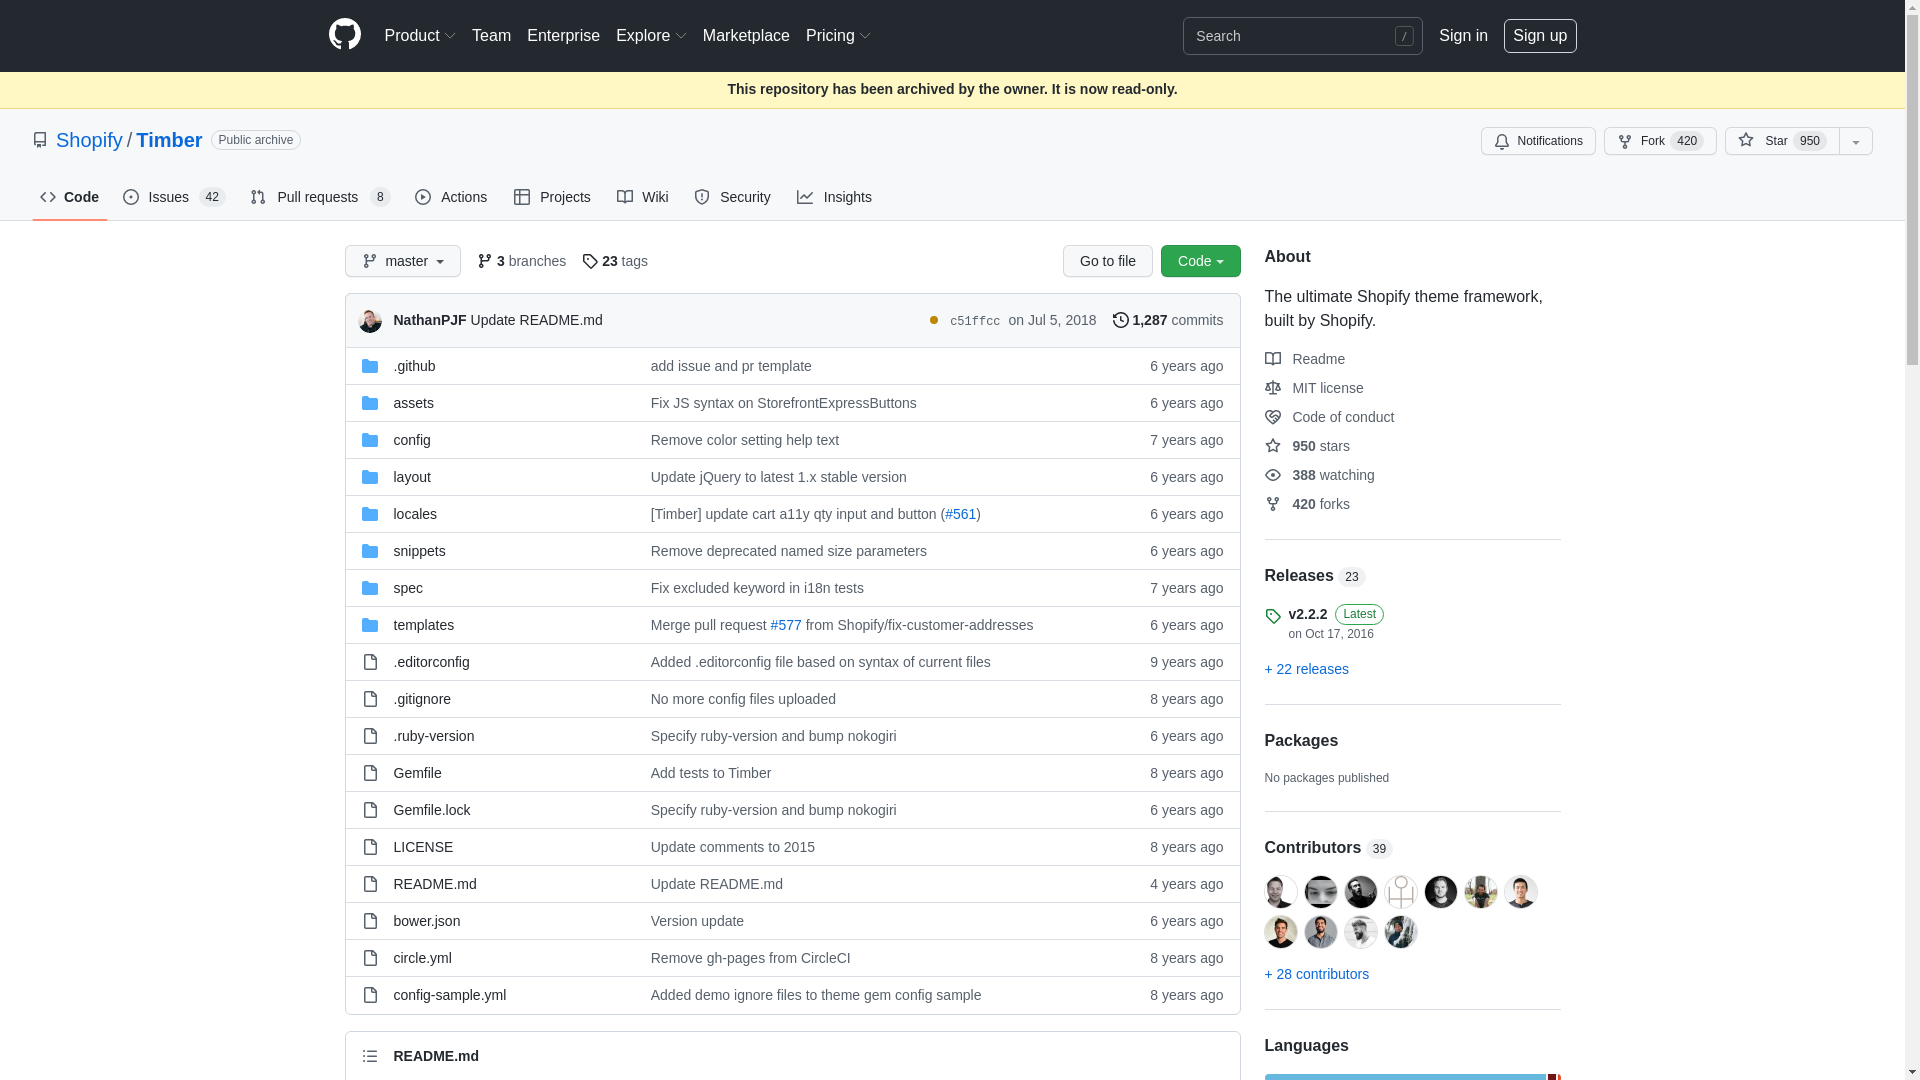 Product Team Enterprise Explore Marketplace Pricing Search / Sign in Sign up
This repository has been archived by the owner. It is now read-only.
Shopify / Timber Public archive Notifications Fork 420 Star 950
Code Issues 42 Pull requests 8 Actions Projects Wiki Security Insights
master 3 branches 23 tags Go to file Code
NathanPJF Update README.md c51ffcc on Jul 5, 2018 1,287 commits
.github add issue and pr template 6 years ago
assets Fix JS syntax on StorefrontExpressButtons 6 years ago
config Remove color setting help text 7 years ago
layout Update jQuery to latest 1.x stable version 6 years ago
locales [Timber] update cart a11y qty input and button (#561) 6 years ago
snippets Remove deprecated named size parameters 6 years ago
spec Fix excluded keyword in i18n tests 7 years ago
templates Merge pull request #577 from Shopify/fix-customer-addresses 6 years ago
.editorconfig Added .editorconfig file based on syntax of current files 9 years ago
.gitignore No more config files uploaded 8 years ago
.ruby-version Specify ruby-version and bump nokogiri 6 years ago
Gemfile Add tests to Timber 8 years ago
Gemfile.lock Specify ruby-version and bump nokogiri 6 years ago
LICENSE Update comments to 2015 8 years ago
README.md Update README.md 4 years ago
bower.json Version update 6 years ago
circle.yml Remove gh-pages from CircleCI 8 years ago
config-sample.yml Added demo ignore files to theme gem config sample 8 years ago
README.md
About
The ultimate Shopify theme framework,
built by Shopify.
Readme
MIT license
Code of conduct
950 stars
388 watching
420 forks
Releases 23
v2.2.2 Latest
on Oct 17, 2016
+ 22 releases
Packages
No packages published
Contributors 39
+ 28 contributors
Languages